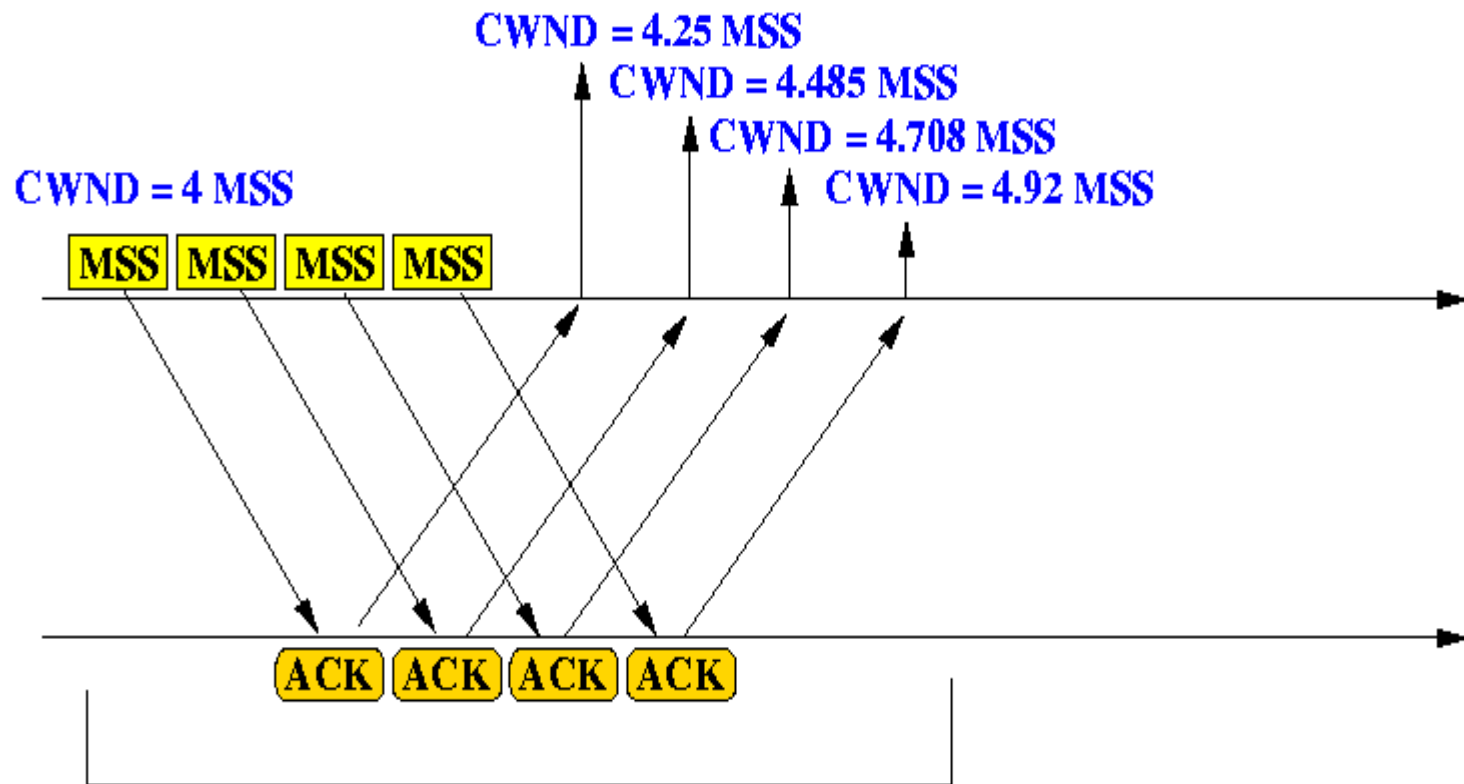 CWND = 4.25 MSS
CWND = 4.485 MSS
CWND = 4.708 MSS
CWND = 4 MSS
CWND = 4.92 MSS
MSS MSS MSS MSS
ACK ACK ACK ACK